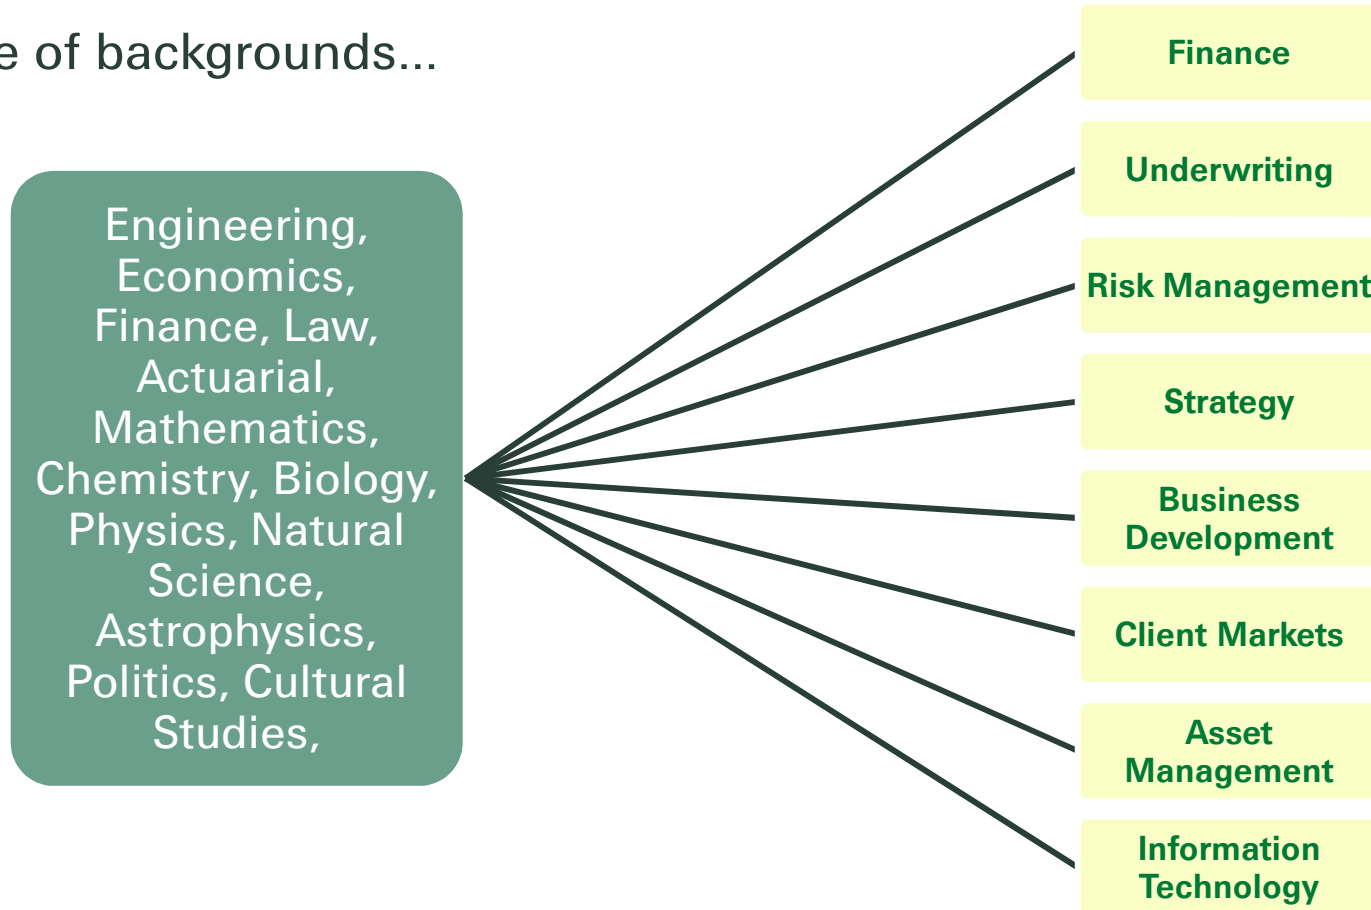 e of backgrounds...
Engineering,
Economics,
Finance, Law,
Actuarial,
Mathematics,
Chemistry, Biology,
Physics, Natural
Science,
Astrophysics,
Politics, Cultural
Studies,
Finance
Underwriting
Risk Management
Strategy
Business
Development
Client Markets
Asset
Management
Information
Technology